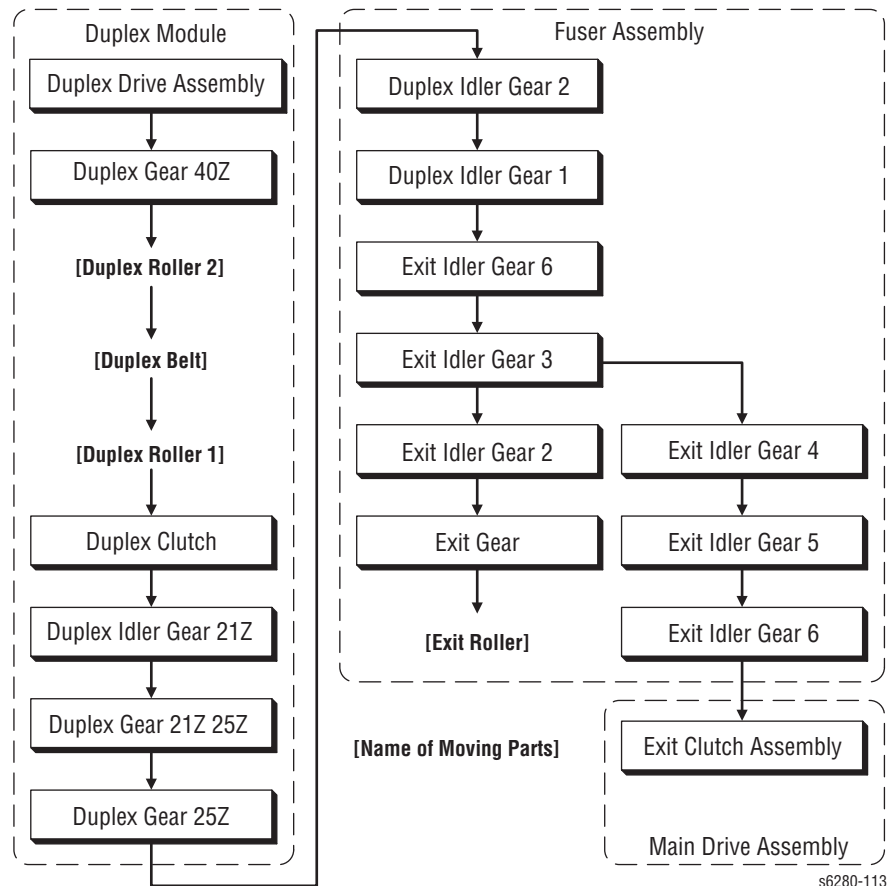 Duplex Module
Duplex Drive Assembly
Duplex Gear 40Z
[Duplex Roller 2]
[Duplex Belt]
[Duplex Roller 1]
Duplex Clutch
Duplex Idler Gear 21Z
Duplex Gear 21Z 25Z
Duplex Gear 25Z
Fuser Assembly
Duplex Idler Gear 2
Duplex Idler Gear 1
Exit Idler Gear 6
Exit Idler Gear 3
Exit Idler Gear 2
Exit Gear
[Exit Roller]
Exit Idler Gear 4
Exit Idler Gear 5
Exit Idler Gear 6
[Name of Moving Parts]
Exit Clutch Assembly
Main Drive Assembly
s6280-113